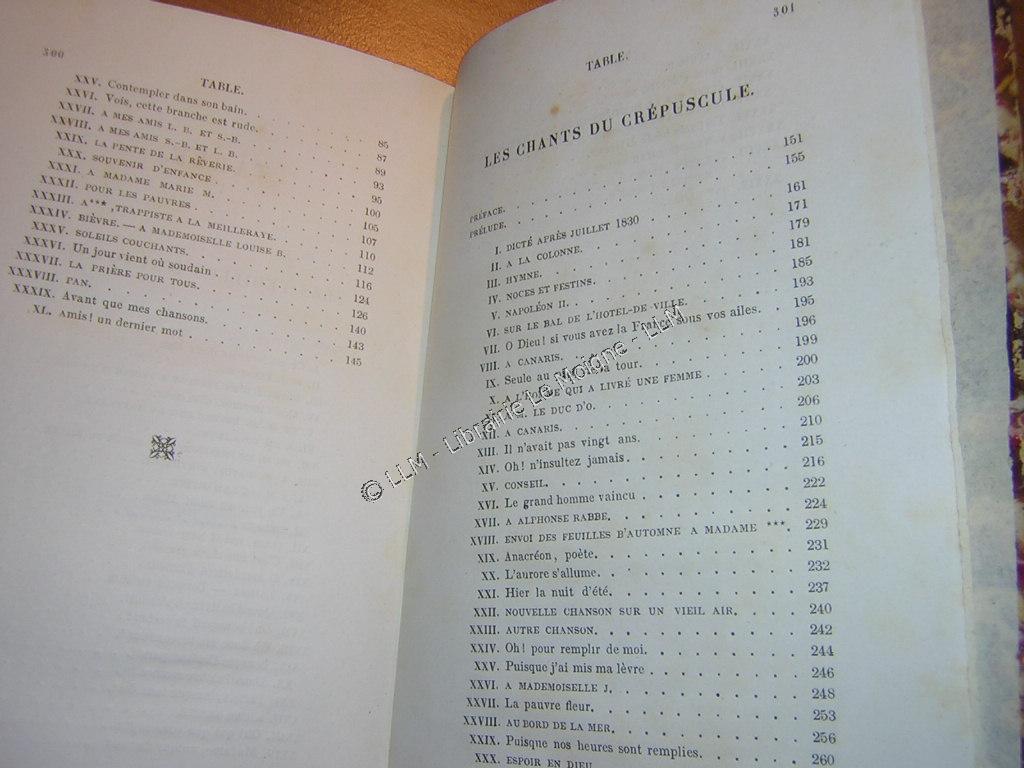 300
TABLE.
XXV. Contempler dans son bain. 85
XXVI. Vois, cette branche est rude. 87
XXVII. A MES AMIS L. B. ET S.-B. 89
XXVIII. A MES AMIS S.-B. ET L. B. 93
XXIX. LA PENTE DE LA RÊVERIE. 95
XXX. SOUVENIR D'ENFANCE 100
XXXI. A MADAME MARIE M. 105
XXXII. POUR LES PAUVRES. 107
XXXIII. A***, TRAPPISTE A LA MEILLERAYE. 110
XXXIV. BIÈVRE. — A MADEMOISELLE LOUISE B. 112
XXXV. SOLEILS COUCHANTS. 116
XXXVI. Un jour vient où soudain. 124
XXXVII. LA PRIÈRE POUR TOUS. 126
XXXVIII. PAN. 140
XXXIX. Avant que mes chansons. 143
XL. Amis! un dernier mot 145
301
TABLE.
LES CHANTS DU CRÉPUSCULE.
PRÉFACE. 151
PRÉLUDE. 155
I. DICTÉ APRÈS JUILLET 1830 161
II. A LA COLONNE. 171
III. HYMNE. 179
IV. NOCES ET FESTINS. 181
V. NAPOLÉON II. 185
VI. SUR LE BAL DE L'HOTEL-DE-VILLE. 193
VII. O Dieu! si vous avez la France sous vos ailes. 195
VIII. A CANARIS. 196
IX. Seule au la tour. 199
X. A L'HOMME QUI A LIVRÉ UNE FEMME. 200
M. LE DUC D'O. 203
XII. A CANARIS. 206
XIII. Il n'avait pas vingt ans. 210
XIV. Oh! n'insultez jamais. 215
XV. CONSEIL. 216
XVI. Le grand homme vaincu 222
XVII. A ALPHONSE RABBE. 224
XVIII. ENVOI DES FEUILLES D'AUTOMNE A MADAME ***. 229
XIX. Anacréon, poète. 231
XX. L'aurore s'allume. 232
XXI. Hier la nuit d'été. 237
XXII. NOUVELLE CHANSON SUR UN VIEIL AIR. 240
XXIII. AUTRE CHANSON. 242
XXIV. Oh! pour remplir de moi. 244
XXV. Puisque j'ai mis ma lèvre 246
XXVI. A MADEMOISELLE J. 248
XXVII. La pauvre fleur. 253
XXVIII. AU BORD DE LA MER. 256
XXIX. Puisque nos heures sont remplies. 260
XXX. ESPOIR EN DIEU
© LLM - Librairie Le Moigne - LLM